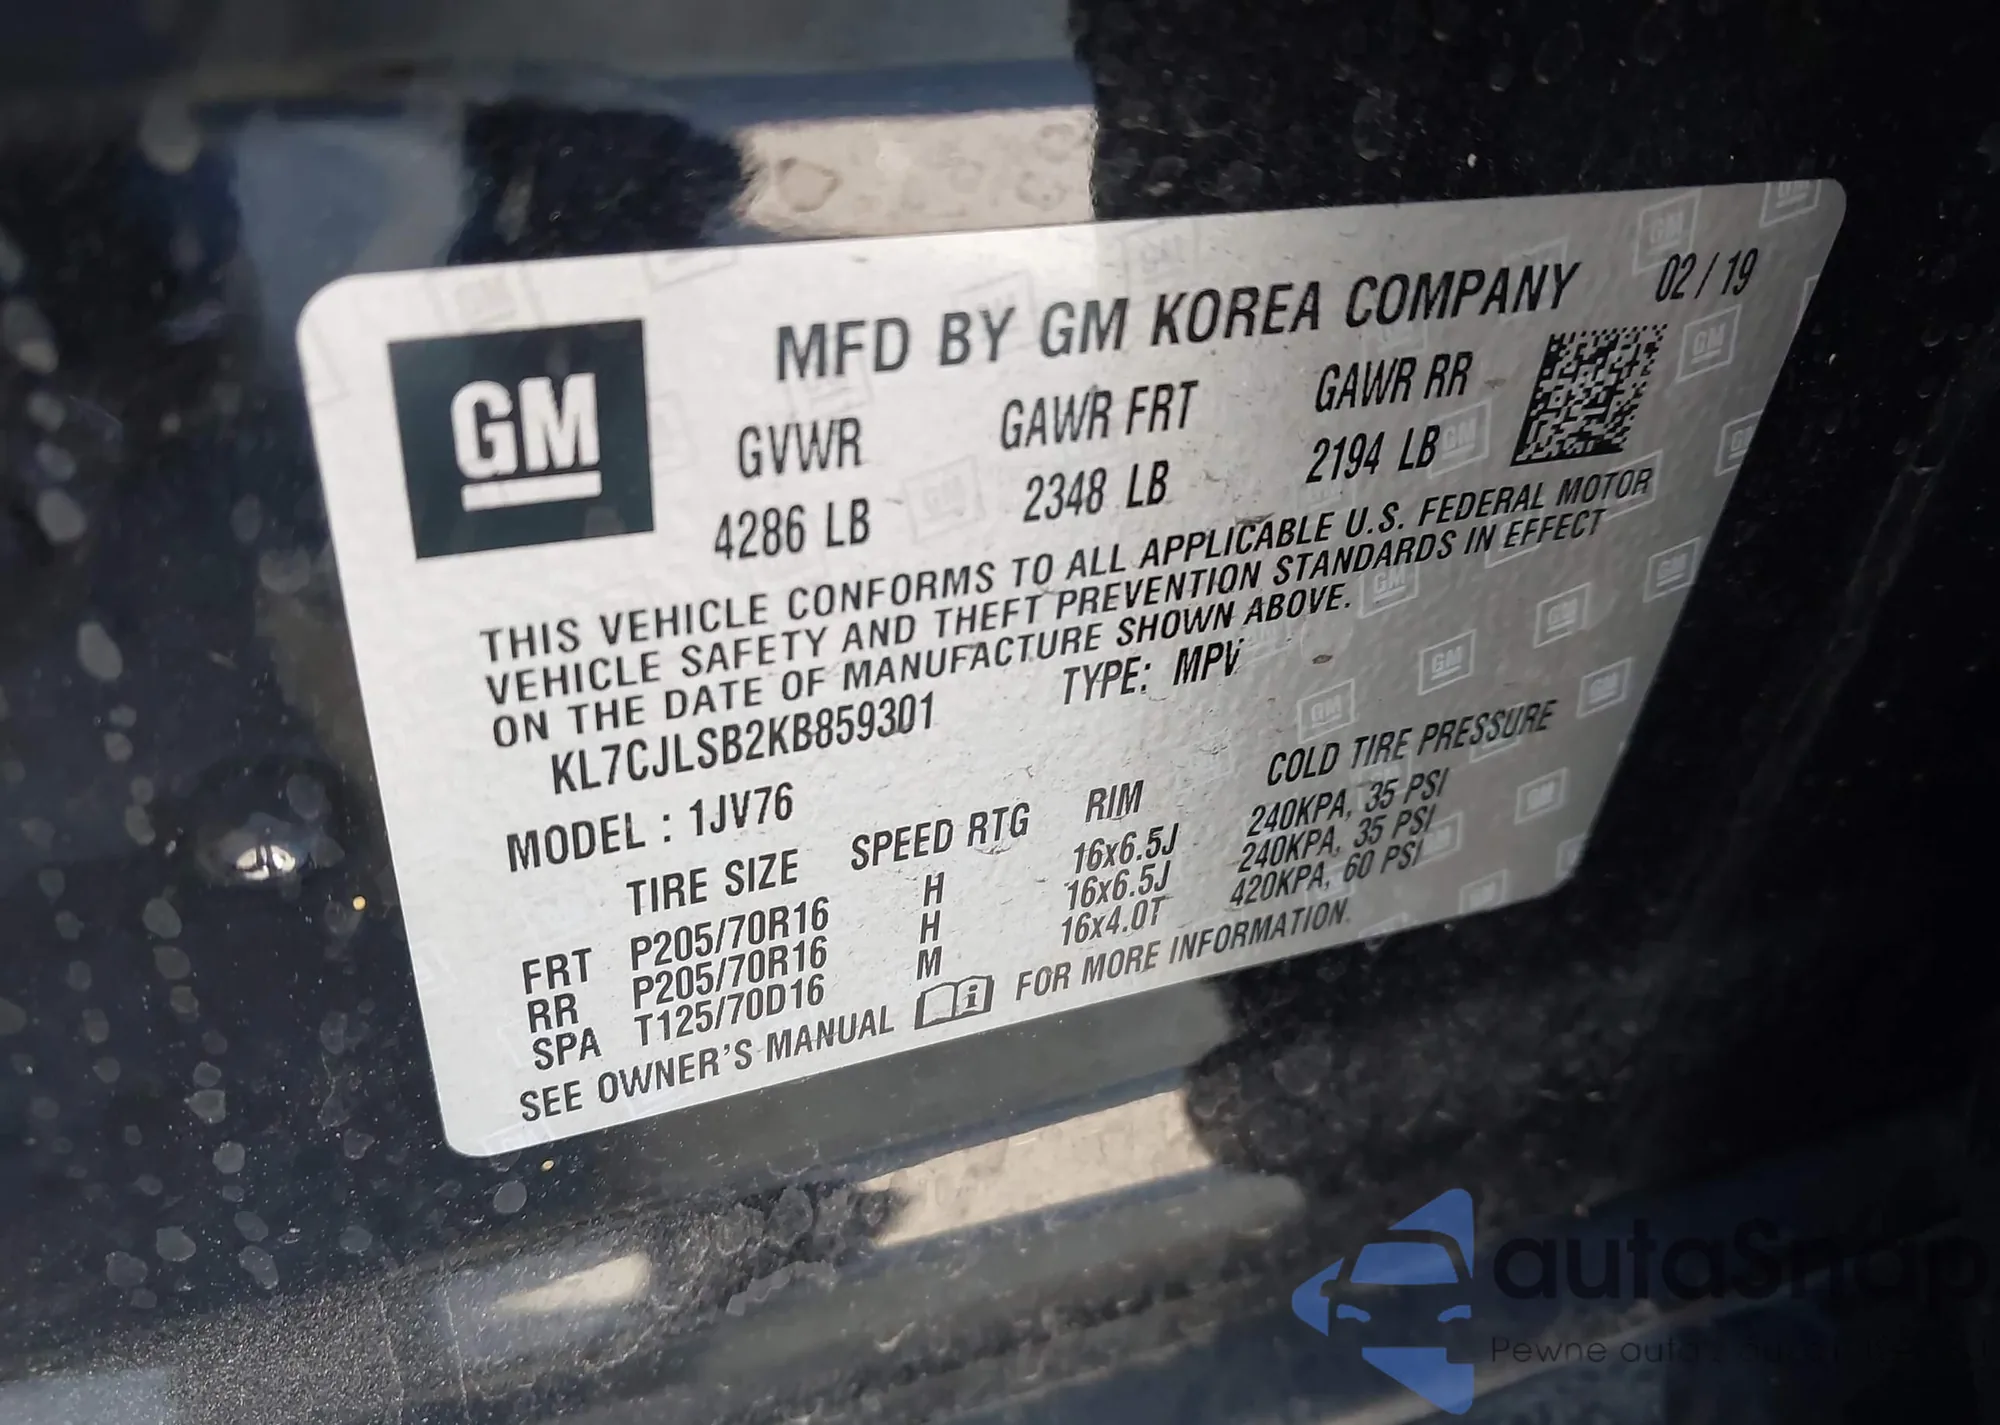 GM
MFD BY GM KOREA COMPANY 02/19
GVWR GAWR FRT GAWR RR
4286 LB 2348 LB 2194 LB
THIS VEHICLE CONFORMS TO ALL APPLICABLE U.S. FEDERAL MOTOR
VEHICLE SAFETY AND THEFT PREVENTION STANDARDS IN EFFECT
ON THE DATE OF MANUFACTURE SHOWN ABOVE.
KL7CJLSB2KB859301 TYPE: MPV
MODEL : 1JV76
TIRE SIZE SPEED RTG RIM COLD TIRE PRESSURE
FRT P205/70R16 H 16x6.5J 240KPA, 35 PSI
RR P205/70R16 H 16x6.5J 240KPA, 35 PSI
SPA T125/70D16 M 16x4.0T 420KPA, 60 PSI
SEE OWNER'S MANUAL FOR MORE INFORMATION.
autaSnap
Pewne auta